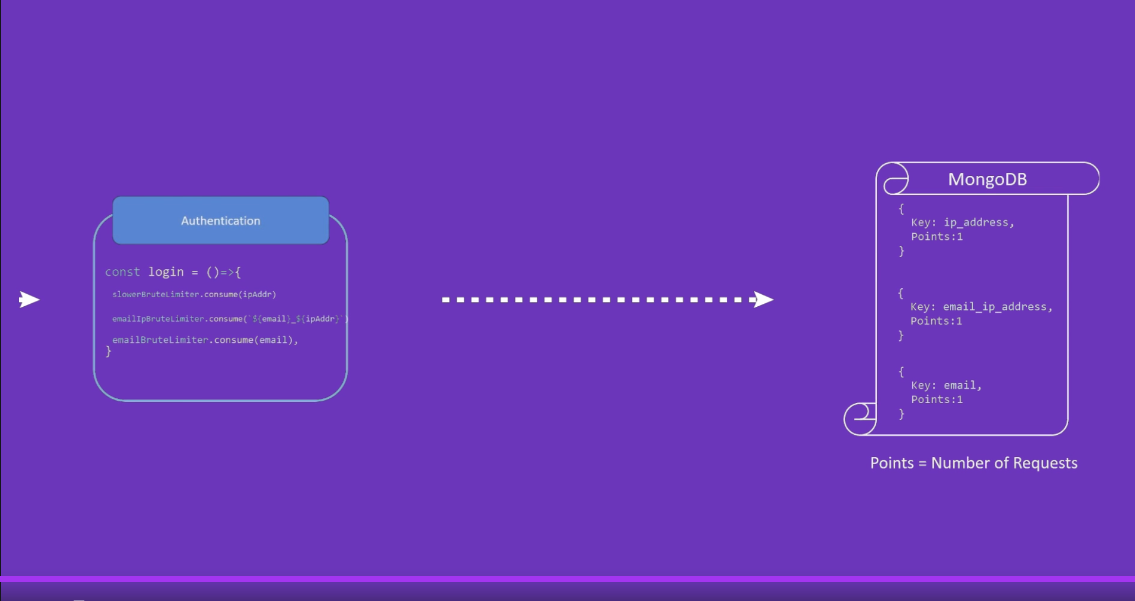 Authentication
const login = ()=>{
slowerBruteLimiter.consume(ipAddr)
emailIpBruteLimiter.consume(`${email}_${ipAddr}`)
emailBruteLimiter.consume(email),
}
MongoDB
{
Key: ip_address,
Points:1
}
{
Key: email_ip_address,
Points:1
}
{
Key: email,
Points:1
}
Points = Number of Requests